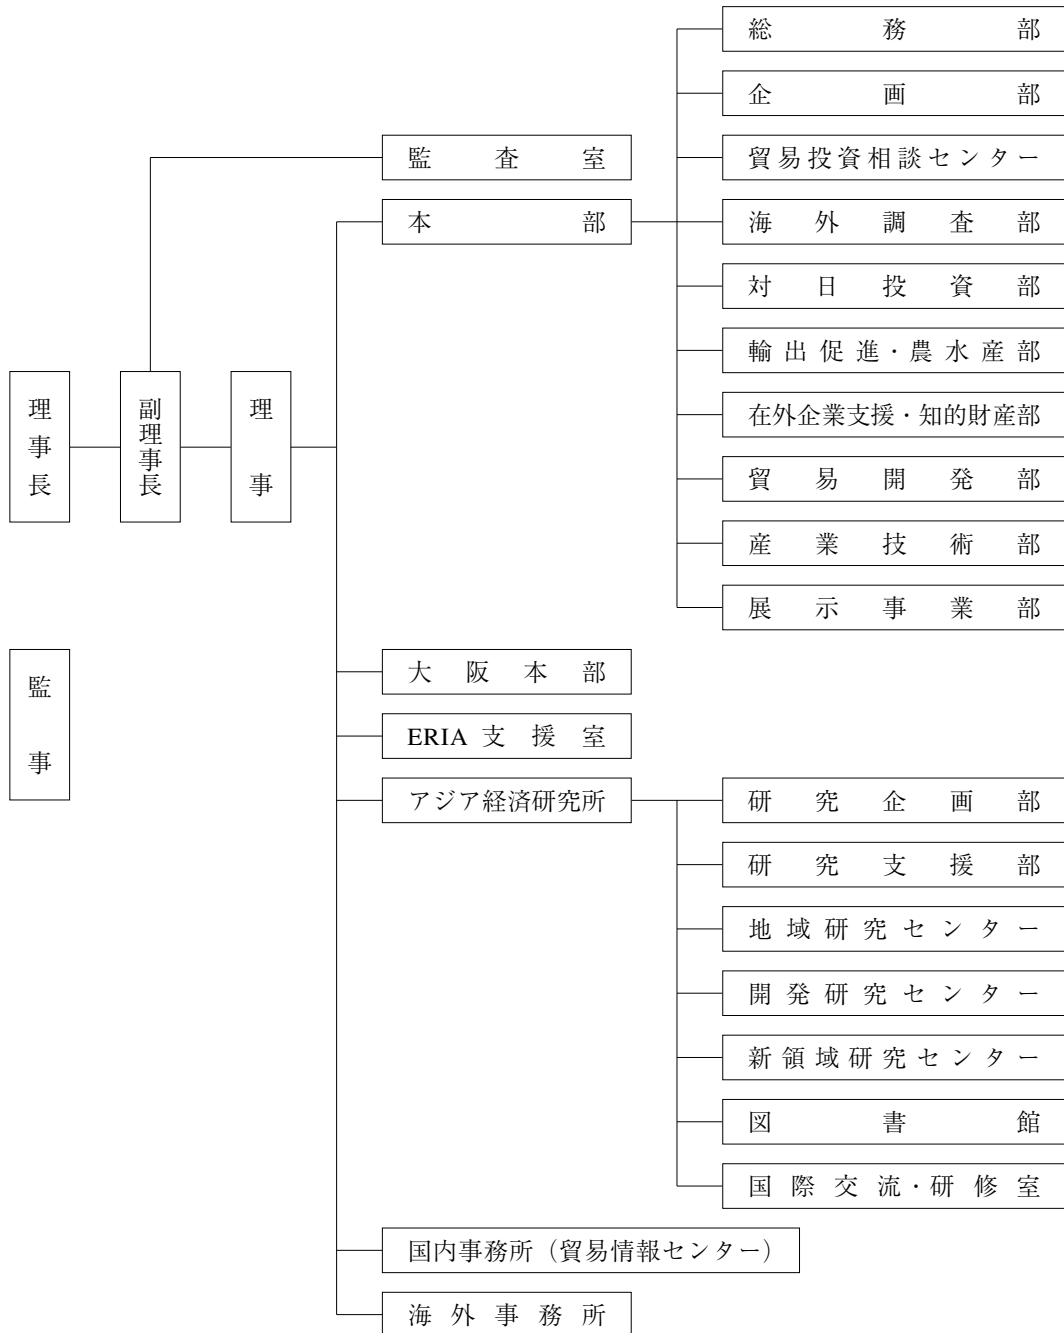 理事長
副理事長
理事
監事
監査室
本部
総務部
企画部
貿易投資相談センター
海外調査部
対日投資部
輸出促進・農水産部
在外企業支援・知的財産部
貿易開発部
産業技術部
展示事業部
大阪本部
ERIA 支援室
アジア経済研究所
研究企画部
研究支援部
地域研究センター
開発研究センター
新領域研究センター
図書館
国際交流・研修室
国内事務所（貿易情報センター）
海外事務所